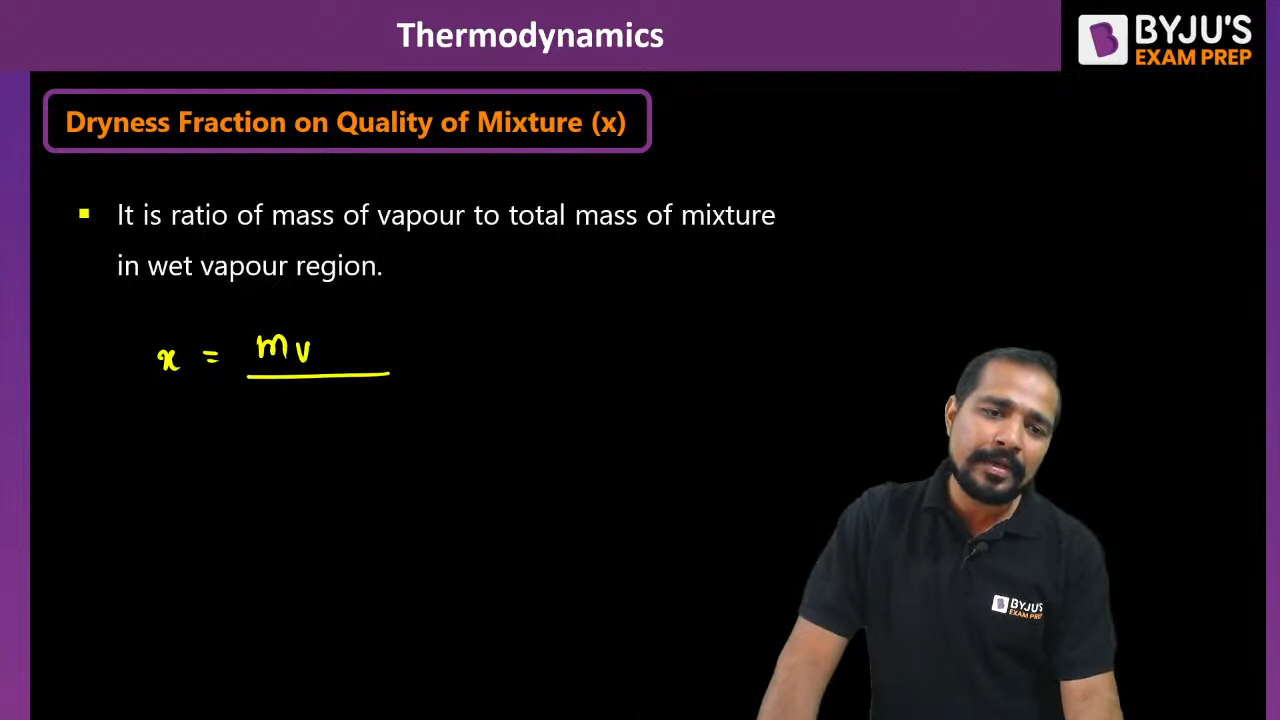 Thermodynamics
BYJU'S
EXAM PREP
Dryness Fraction on Quality of Mixture (x)
It is ratio of mass of vapour to total mass of mixture
in wet vapour region.
x = mv
BYJU'S
EXAM PREP